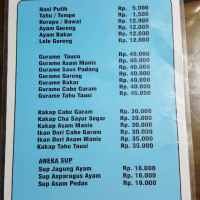 Nasi Putih Rp. 5.000
Tahu / Tempe Rp. 1.500
Kerapu / Bawal Rp. 12.000
Ayam Goreng Rp. 12.000
Ayam Bakar Rp. 12.000
Lele Goreng Rp. 12.000
Gurame Tauco Rp. 40.000
Gurame Asam Manis Rp. 40.000
Gurame Saus Padang Rp. 40.000
Gurame Goreng Rp. 40.000
Gurame Bakar Rp. 40.000
Gurame Cabe Garam Rp. 40.000
Gurame Tahu Tausi Rp. 45.000
Kakap Cabe Garam Rp. 30.000
Kakap Cha Sayur Segar Rp. 30.000
Kakap Asam Manis Rp. 30.000
Ikan Dori Cabe Garam Rp. 30.000
Ikan Dori Asam Manis Rp. 35.000
Kakap Tahu Tausi Rp. 35.000
ANEKA SUP
Sup Jagung Ayam Rp. 18.000
Sup Asparagus Ayam Rp. 18.000
Sup Asam Pedas Rp. 18.000